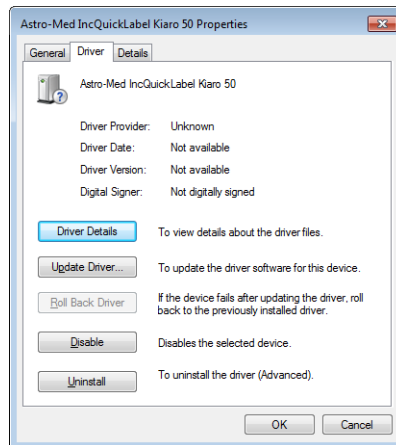 Astro-Med IncQuickLabel Kiaro 50 Properties
General Driver Details
Astro-Med IncQuickLabel Kiaro 50
Driver Provider: Unknown
Driver Date: Not available
Driver Version: Not available
Digital Signer: Not digitally signed
Driver Details To view details about the driver files.
Update Driver... To update the driver software for this device.
Roll Back Driver If the device fails after updating the driver, roll
back to the previously installed driver.
Disable Disables the selected device.
Uninstall To uninstall the driver (Advanced).
OK Cancel